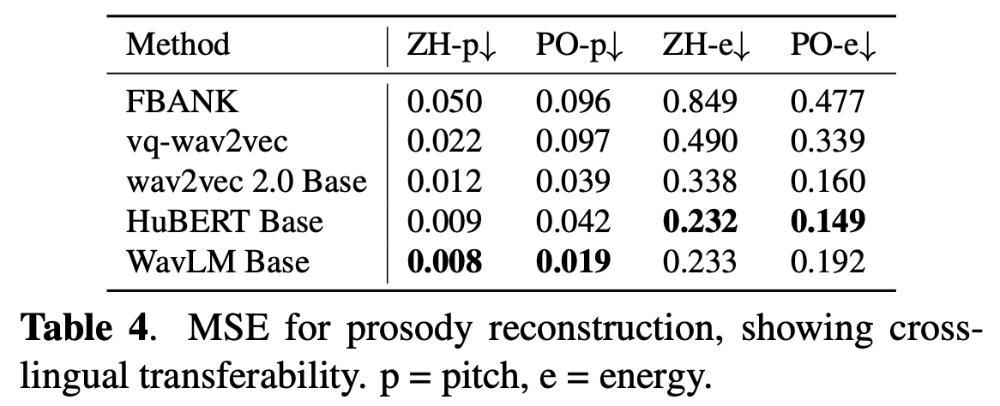 Method ZH-p↓ PO-p↓ ZH-e↓ PO-e↓
FBANK 0.050 0.096 0.849 0.477
vq-wav2vec 0.022 0.097 0.490 0.339
wav2vec 2.0 Base 0.012 0.039 0.338 0.160
HuBERT Base 0.009 0.042 0.232 0.149
WavLM Base 0.008 0.019 0.233 0.192
Table 4. MSE for prosody reconstruction, showing cross-
lingual transferability. p = pitch, e = energy.